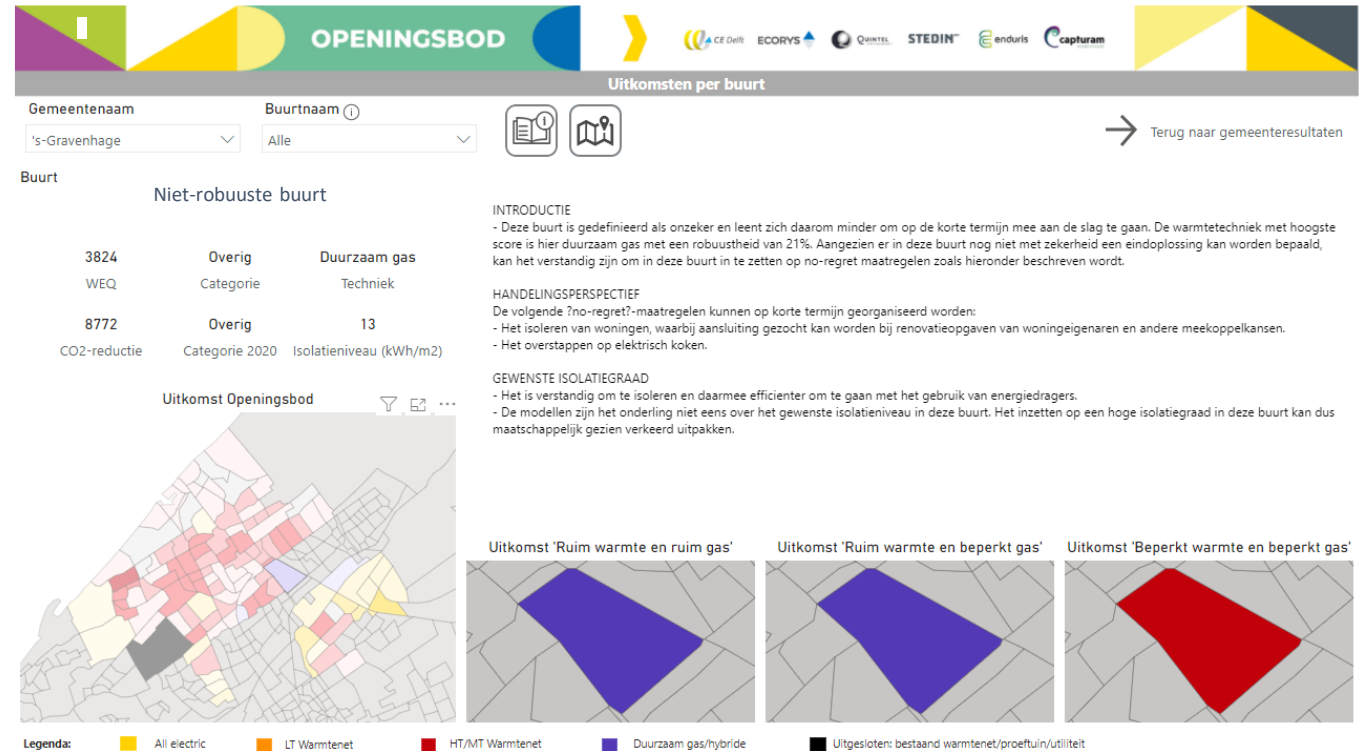 OPENINGSBOD
CE Delft ECORYS QUINTEL STEDIN enduris capturam
Uitkomsten per buurt
Gemeentenaam
Buurtnaam
's-Gravenhage
Alle
Terug naar gemeenteresultaten
Buurt
Niet-robuuste buurt
3824 Overig Duurzaam gas
WEQ Categorie Techniek
8772 Overig 13
CO2-reductie Categorie 2020 Isolatieniveau (kWh/m2)
INTRODUCTIE
- Deze buurt is gedefinieerd als onzeker en leent zich daarom minder om op de korte termijn mee aan de slag te gaan. De warmtetechniek met hoogste
score is hier duurzaam gas met een robuustheid van 21%. Aangezien er in deze buurt nog niet met zekerheid een eindoplossing kan worden bepaald,
kan het verstandig zijn om in deze buurt in te zetten op no-regret maatregelen zoals hieronder beschreven wordt.
HANDELINGSPERSPECTIEF
De volgende ?no-regret?-maatregelen kunnen op korte termijn georganiseerd worden:
- Het isoleren van woningen, waarbij aansluiting gezocht kan worden bij renovatieopgaven van woningeigenaren en andere meekoppelkansen.
- Het overstappen op elektrisch koken.
GEWENSTE ISOLATIEGRAAD
- Het is verstandig om te isoleren en daarmee efficienter om te gaan met het gebruik van energiedragers.
- De modellen zijn het onderling niet eens over het gewenste isolatieniveau in deze buurt. Het inzetten op een hoge isolatiegraad in deze buurt kan dus
maatschappelijk gezien verkeerd uitpakken.
Uitkomst Openingsbod
Uitkomst 'Ruim warmte en ruim gas'
Uitkomst 'Ruim warmte en beperkt gas'
Uitkomst 'Beperkt warmte en beperkt gas'
Legenda: All electric LT Warmtenet HT/MT Warmtenet Duurzaam gas/hybride Uitgesloten: bestaand warmtenet/proeftuin/utiliteit